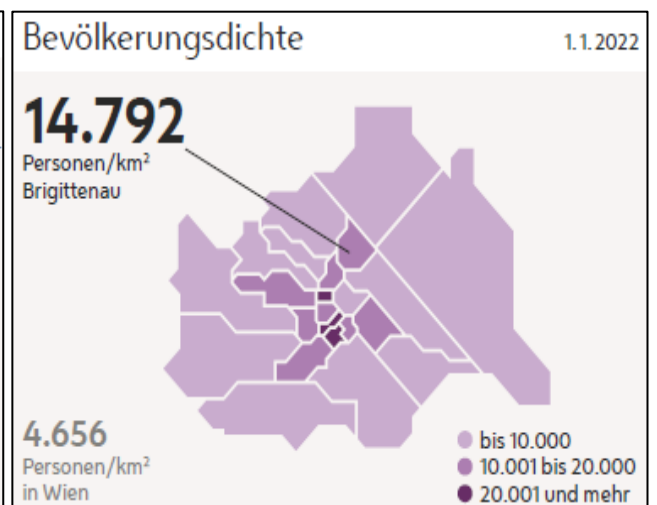 Bevölkerungsdichte 1.1.2022
14.792
Personen/km²
Brigittenau
4.656
Personen/km²
in Wien
bis 10.000
10.001 bis 20.000
20.001 und mehr